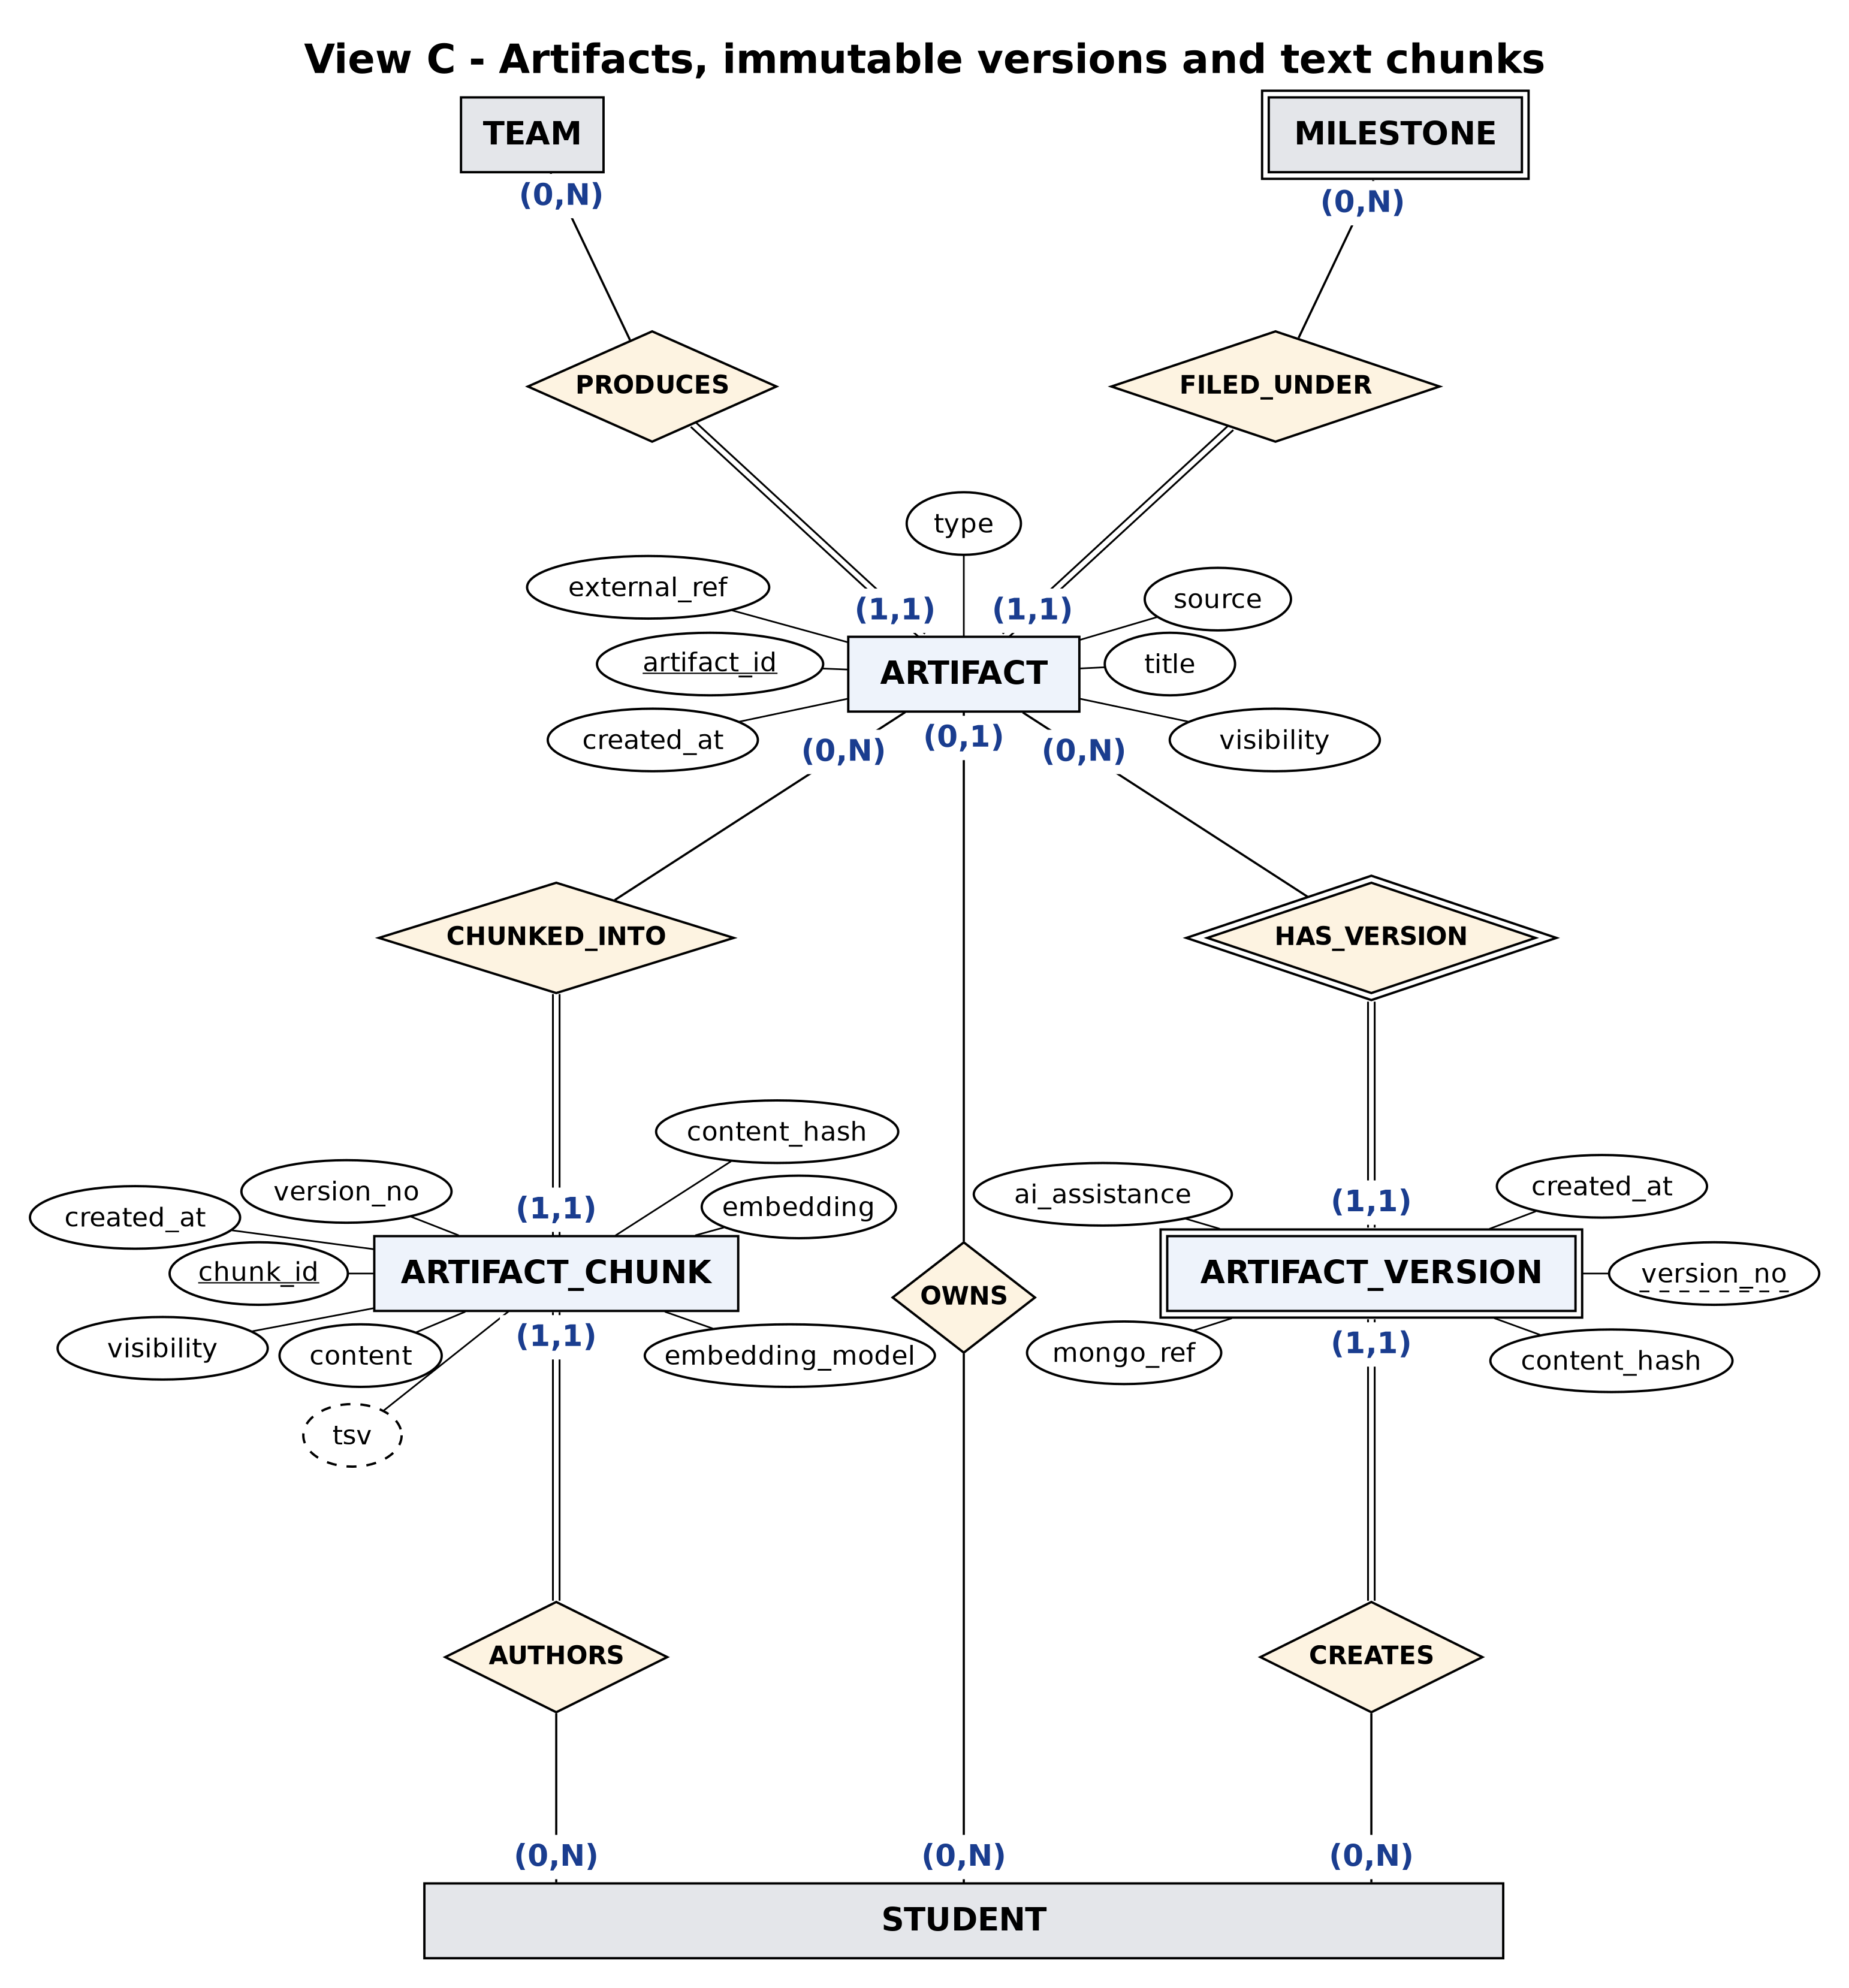 View C - Artifacts, immutable versions and text chunks
TEAM
MILESTONE
(0,N)
(0,N)
PRODUCES
FILED_UNDER
type
external_ref
source
(1,1)
(1,1)
artifact_id
ARTIFACT
title
created_at
visibility
(0,N)
(0,1)
(0,N)
CHUNKED_INTO
HAS_VERSION
content_hash
created_at
version_no
ai_assistance
created_at
(1,1)
embedding
(1,1)
chunk_id
ARTIFACT_CHUNK
OWNS
ARTIFACT_VERSION
version_no
visibility
content
(1,1)
embedding_model
mongo_ref
(1,1)
content_hash
tsv
AUTHORS
CREATES
(0,N)
(0,N)
(0,N)
STUDENT